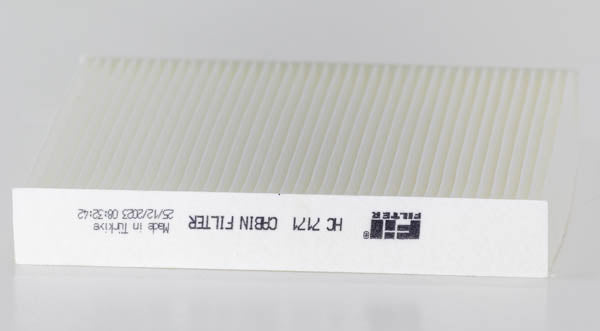 Fil FILTER ®
HC 7171 CABIN FILTER
Made in Türkiye
25/12/2023 08:32:42